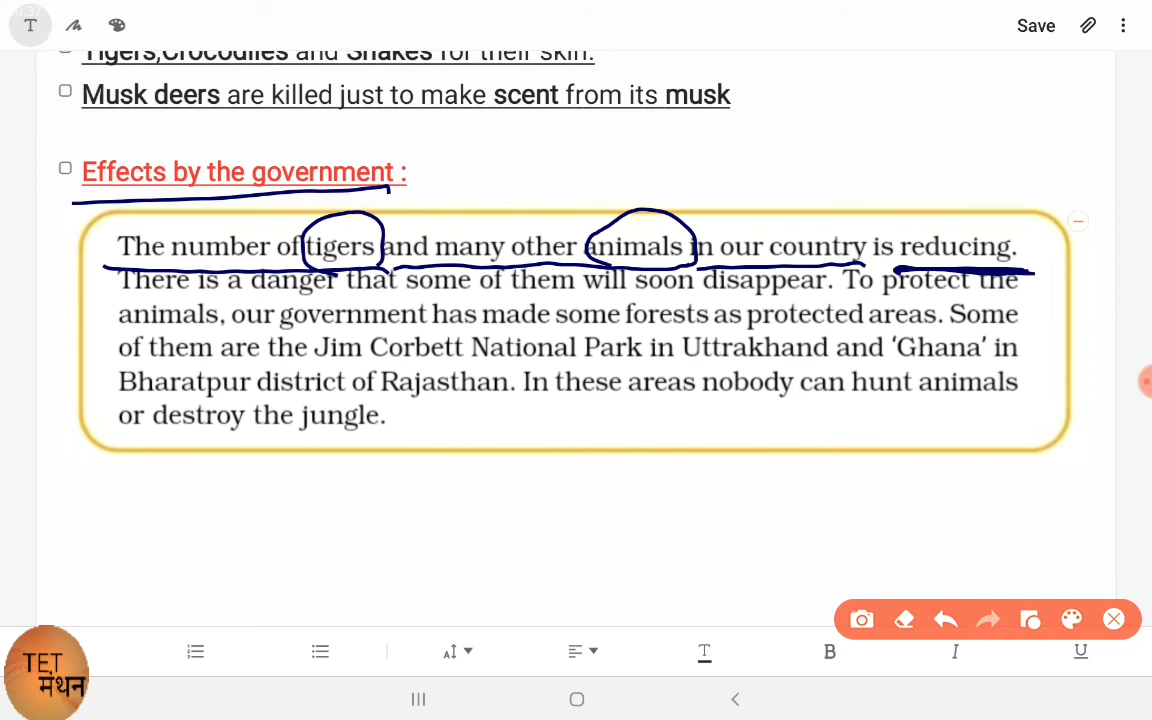 Save
Tigers,Crocodiles and Snakes for their skin.
Musk deers are killed just to make scent from its musk
Effects by the government :
The number of tigers and many other animals in our country is reducing.
There is a danger that some of them will soon disappear. To protect the
animals, our government has made some forests as protected areas. Some
of them are the Jim Corbett National Park in Uttrakhand and ‘Ghana’ in
Bharatpur district of Rajasthan. In these areas nobody can hunt animals
or destroy the jungle.
TET
मंथन